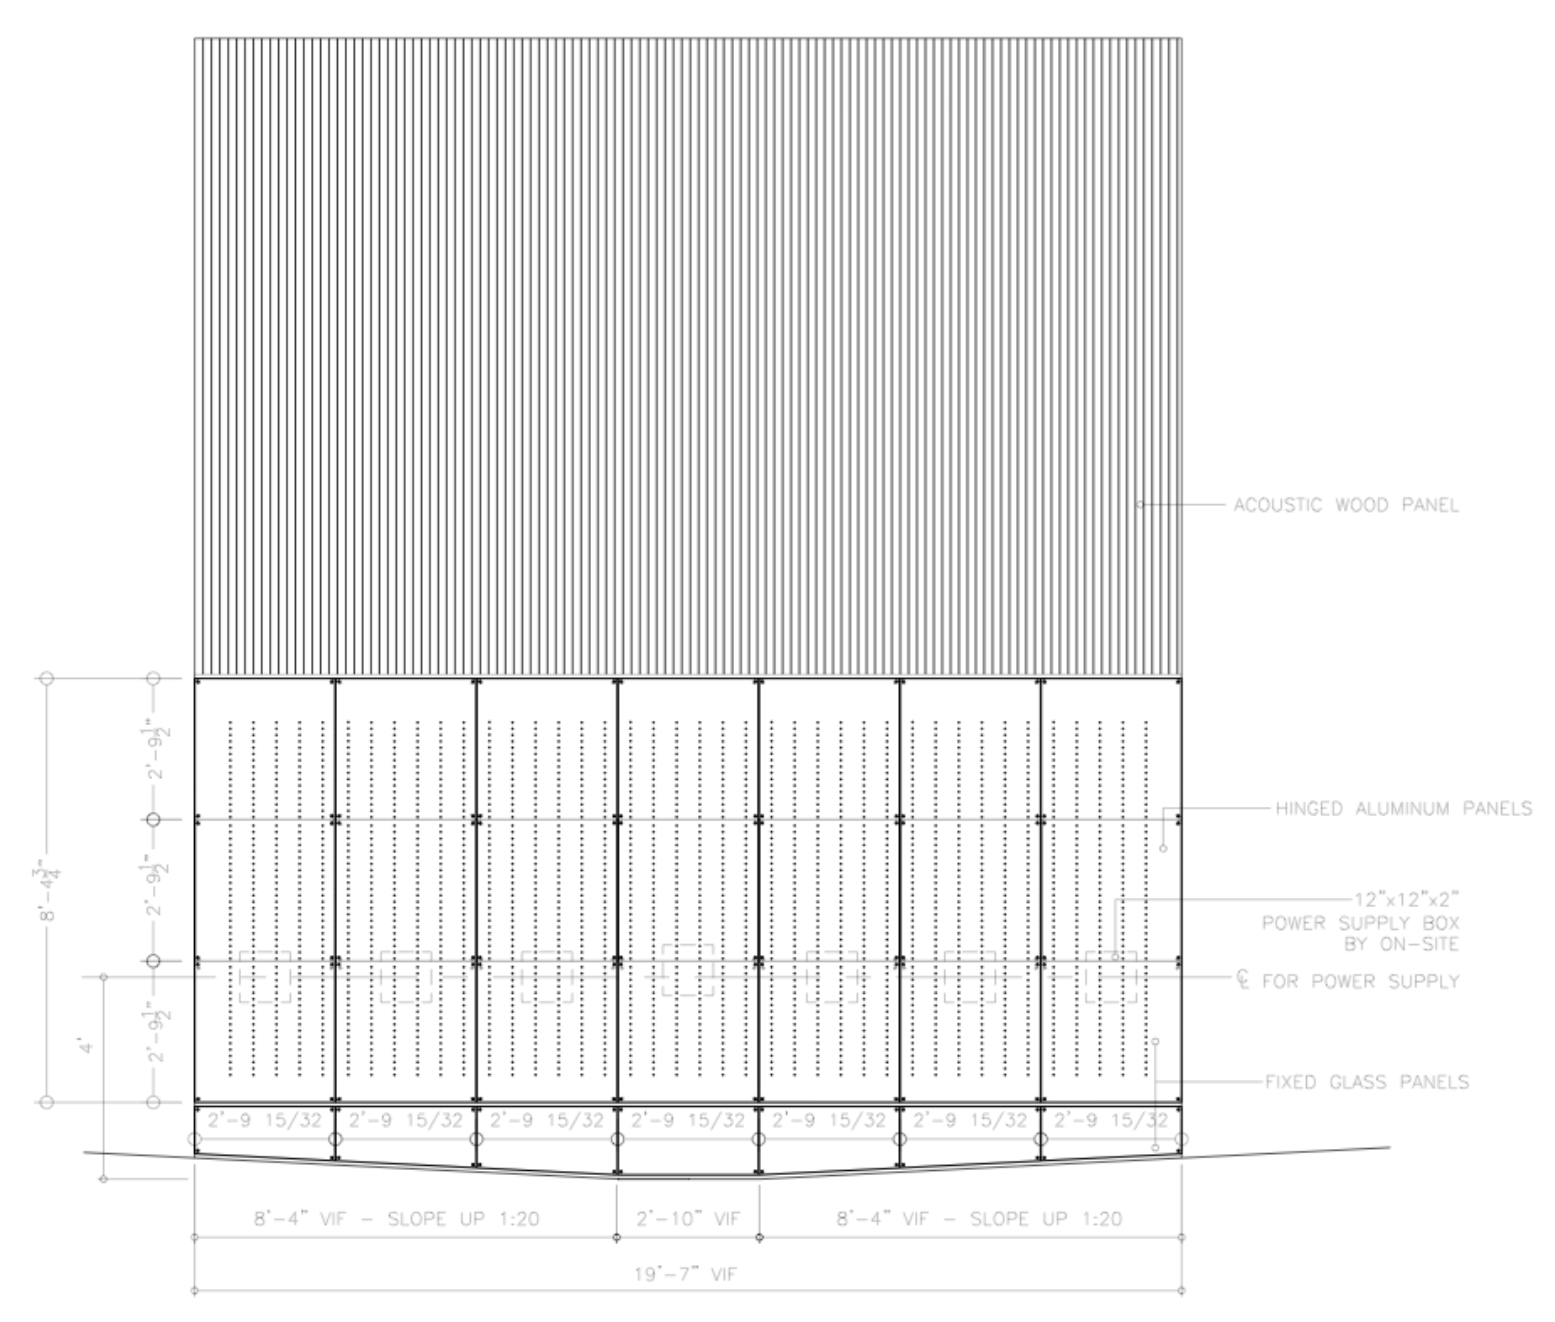 ACOUSTIC WOOD PANEL
2'-9½"
HINGED ALUMINUM PANELS
8'-4¾"
2'-9½"
12"x12"x2"
POWER SUPPLY BOX
BY ON-SITE
℄ FOR POWER SUPPLY
2'-9½"
4'
FIXED GLASS PANELS
2'-9 15/32 2'-9 15/32 2'-9 15/32 2'-9 15/32 2'-9 15/32 2'-9 15/32 2'-9 15/32
8'-4" VIF - SLOPE UP 1:20 2'-10" VIF 8'-4" VIF - SLOPE UP 1:20
19'-7" VIF